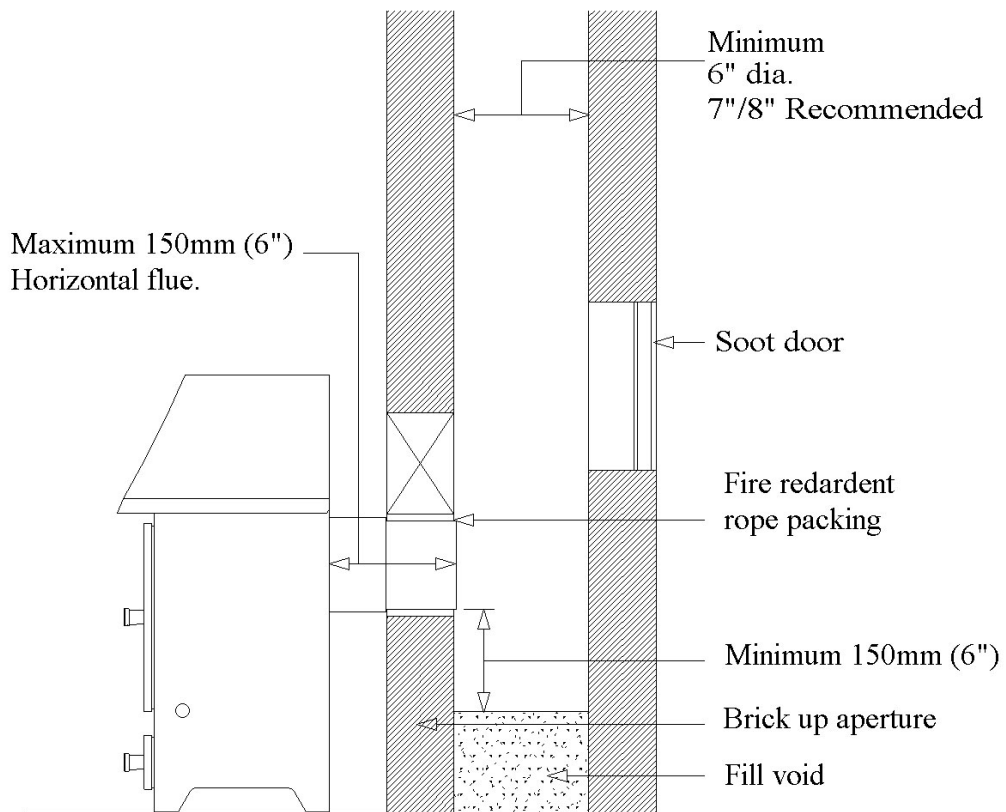 Minimum
6" dia.
7"/8" Recommended
Maximum 150mm (6")
Horizontal flue.
Soot door
Fire redardent
rope packing
Minimum 150mm (6")
Brick up aperture
Fill void